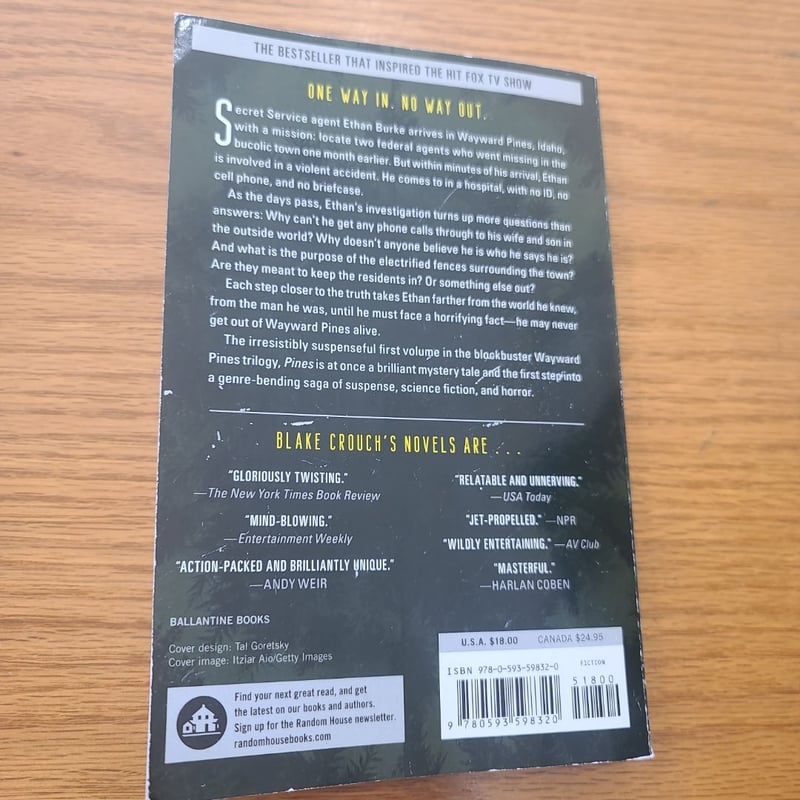 THE BESTSELLER THAT INSPIRED THE HIT FOX TV SHOW
ONE WAY IN. NO WAY OUT.
Secret Service agent Ethan Burke arrives in Wayward Pines, Idaho,
with a mission: locate two federal agents who went missing in the
bucolic town one month earlier. But within minutes of his arrival, Ethan
is involved in a violent accident. He comes to in a hospital, with no ID, no
cell phone, and no briefcase.
As the days pass, Ethan's investigation turns up more questions than
answers: Why can't he get any phone calls through to his wife and son in
the outside world? Why doesn't anyone believe he is who he says he is?
And what is the purpose of the electrified fences surrounding the town?
Are they meant to keep the residents in? Or something else out?
Each step closer to the truth takes Ethan farther from the world he knew,
from the man he was, until he must face a horrifying fact—he may never
get out of Wayward Pines alive.
The irresistibly suspenseful first volume in the blockbuster Wayward
Pines trilogy, Pines is at once a brilliant mystery tale and the first step into
a genre-bending saga of suspense, science fiction, and horror.
BLAKE CROUCH'S NOVELS ARE . . .
"GLORIOUSLY TWISTING."
—The New York Times Book Review
"MIND-BLOWING."
—Entertainment Weekly
"ACTION-PACKED AND BRILLIANTLY UNIQUE."
—ANDY WEIR
"RELATABLE AND UNNERVING."
—USA Today
"JET-PROPELLED." —NPR
"WILDLY ENTERTAINING." —AV Club
"MASTERFUL."
—HARLAN COBEN
BALLANTINE BOOKS
Cover design: Tal Goretsky
Cover image: Itziar Aio/Getty Images
Find your next great read, and get
the latest on our books and authors.
Sign up for the Random House newsletter.
randomhousebooks.com
U.S.A. $18.00 CANADA $24.95
ISBN 978-0-593-59832-0
FICTION
51800
9 780593 598320